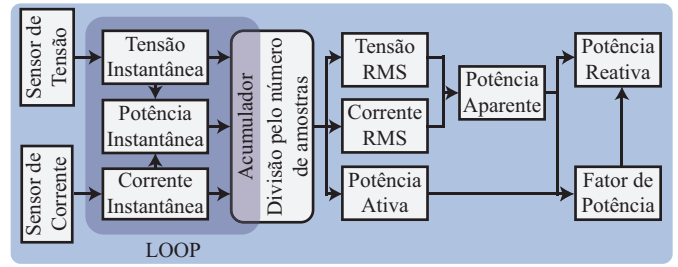 Sensor de
Tensão
Sensor de
Corrente
Tensão
Instantânea
Potência
Instantânea
Corrente
Instantânea
LOOP
Acumulador
Divisão pelo número
de amostras
Tensão
RMS
Corrente
RMS
Potência
Ativa
Potência
Aparente
Potência
Reativa
Fator de
Potência